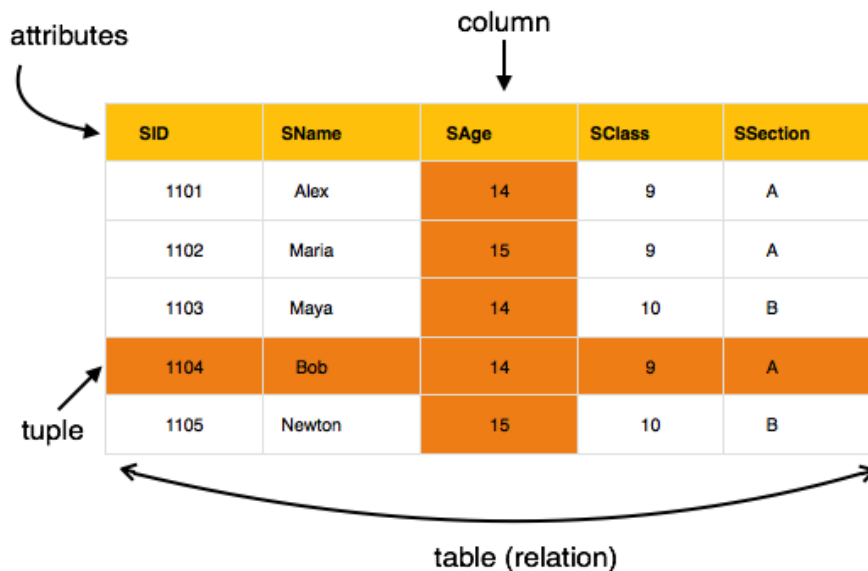 attributes
column
SID SName SAge SClass SSection
1101 Alex 14 9 A
1102 Maria 15 9 A
1103 Maya 14 10 B
1104 Bob 14 9 A
tuple
1105 Newton 15 10 B
table (relation)